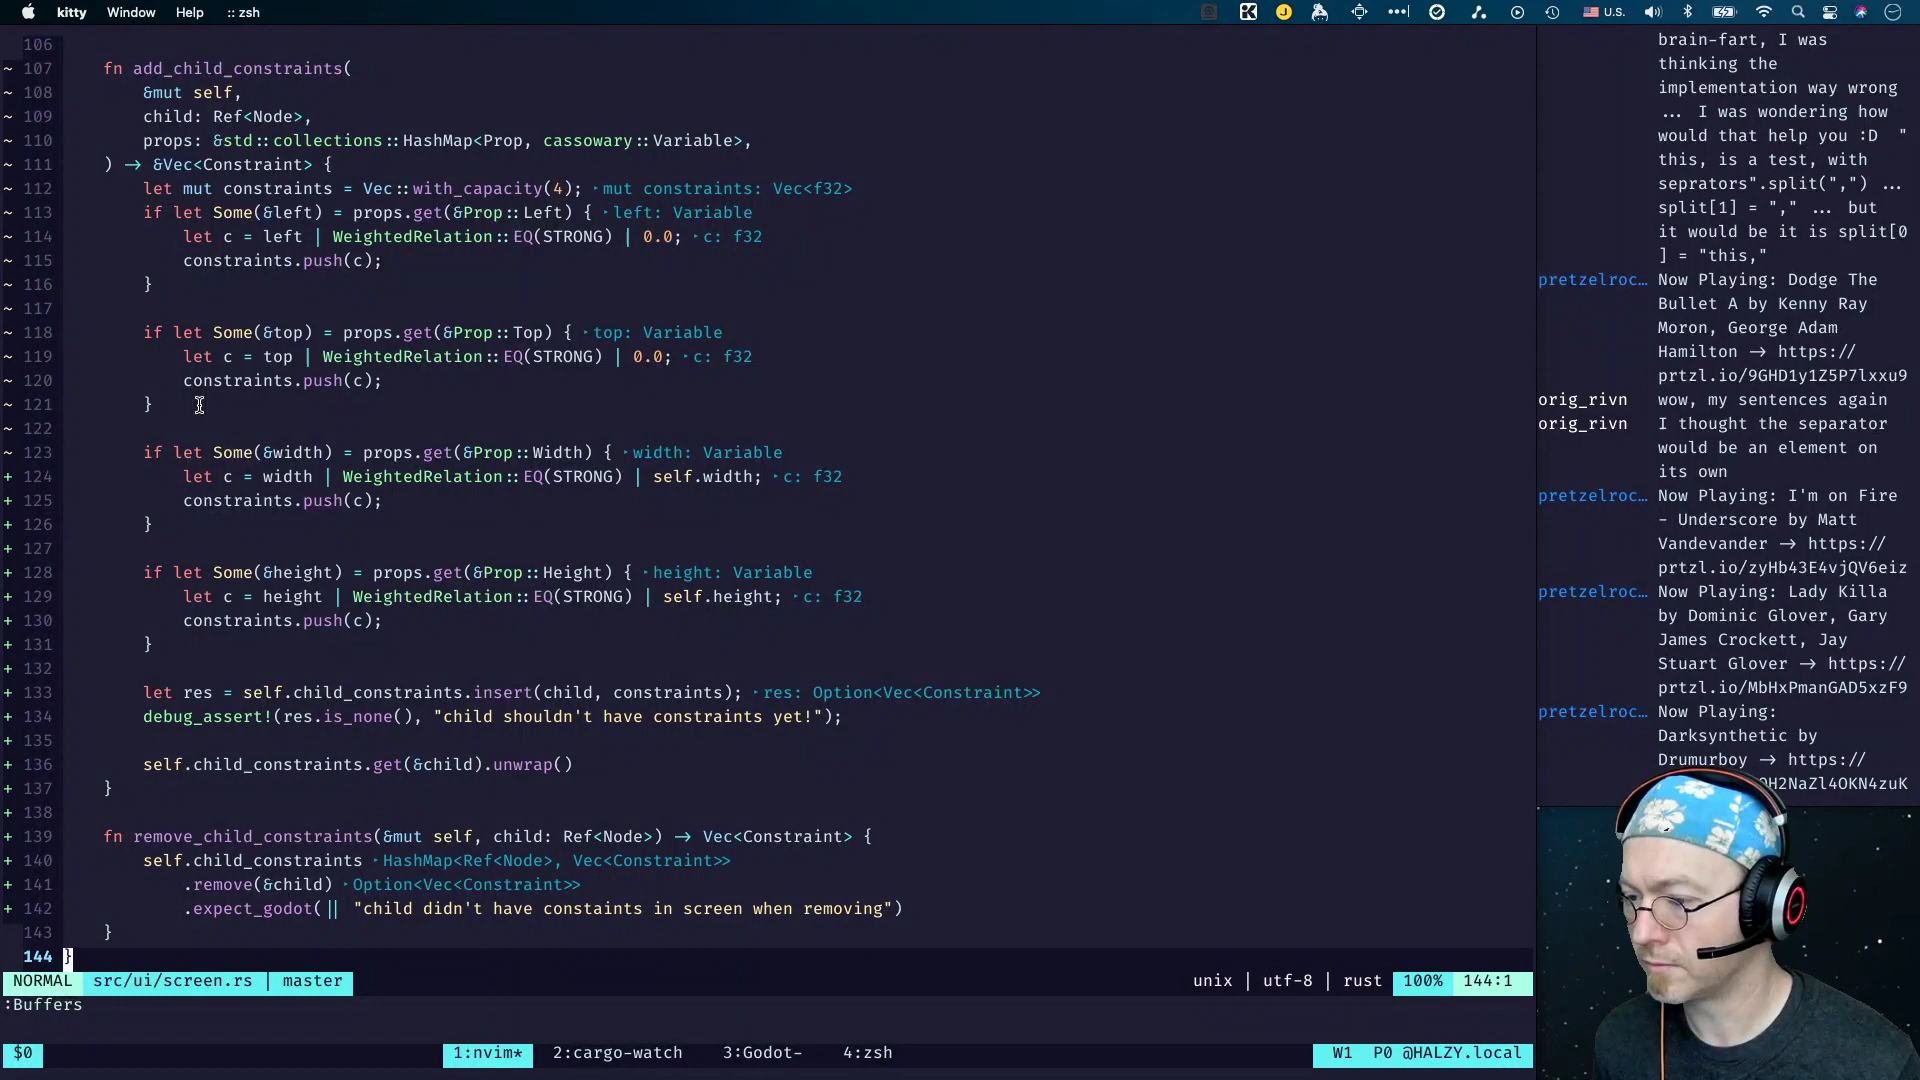 kitty Window Help :: zsh
U.S.
106
~ 107 fn add_child_constraints(
~ 108 &mut self,
~ 109 child: Ref<Node>,
~ 110 props: &std::collections::HashMap<Prop, cassowary::Variable>,
~ 111 ) → &Vec<Constraint> {
~ 112 let mut constraints = Vec::with_capacity(4); ‣mut constraints: Vec<f32>
~ 113 if let Some(&left) = props.get(&Prop::Left) { ‣left: Variable
~ 114 let c = left | WeightedRelation::EQ(STRONG) | 0.0; ‣c: f32
~ 115 constraints.push(c);
~ 116 }
~ 117
~ 118 if let Some(&top) = props.get(&Prop::Top) { ‣top: Variable
~ 119 let c = top | WeightedRelation::EQ(STRONG) | 0.0; ‣c: f32
~ 120 constraints.push(c);
~ 121 }
~ 122
~ 123 if let Some(&width) = props.get(&Prop::Width) { ‣width: Variable
+ 124 let c = width | WeightedRelation::EQ(STRONG) | self.width; ‣c: f32
+ 125 constraints.push(c);
+ 126 }
+ 127
+ 128 if let Some(&height) = props.get(&Prop::Height) { ‣height: Variable
+ 129 let c = height | WeightedRelation::EQ(STRONG) | self.height; ‣c: f32
+ 130 constraints.push(c);
+ 131 }
+ 132
+ 133 let res = self.child_constraints.insert(child, constraints); ‣res: Option<Vec<Constraint>>
+ 134 debug_assert!(res.is_none(), "child shouldn't have constraints yet!");
+ 135
+ 136 self.child_constraints.get(&child).unwrap()
+ 137 }
+ 138
+ 139 fn remove_child_constraints(&mut self, child: Ref<Node>) → Vec<Constraint> {
+ 140 self.child_constraints ‣HashMap<Ref<Node>, Vec<Constraint>>
+ 141 .remove(&child) ‣Option<Vec<Constraint>>
+ 142 .expect_godot(|| "child didn't have constaints in screen when removing")
143 }
144 }
NORMAL src/ui/screen.rs | master unix | utf-8 | rust 100% 144:1
:Buffers
$0 1:nvim* 2:cargo-watch 3:Godot- 4:zsh W1 P0 @HALZY.local
brain-fart, I was
thinking the
implementation way wrong
... I was wondering how
would that help you :D "
this, is a test, with
seprators".split(",") ...
split[1] = "," ... but
it would be it is split[0
] = "this,"
pretzelroc… Now Playing: Dodge The
Bullet A by Kenny Ray
Moron, George Adam
Hamilton → https://
prtzl.io/9GHD1y1Z5P7lxxu9
orig_rivn wow, my sentences again
orig_rivn I thought the separator
would be an element on
its own
pretzelroc… Now Playing: I'm on Fire
- Underscore by Matt
Vandevander → https://
prtzl.io/zyHb43E4vjQV6eiz
pretzelroc… Now Playing: Lady Killa
by Dominic Glover, Gary
James Crockett, Jay
Stuart Glover → https://
prtzl.io/MbHxPmanGAD5xzF9
pretzelroc… Now Playing:
Darksynthetic by
Drumurboy → https://
H2NaZl4OKN4zuK